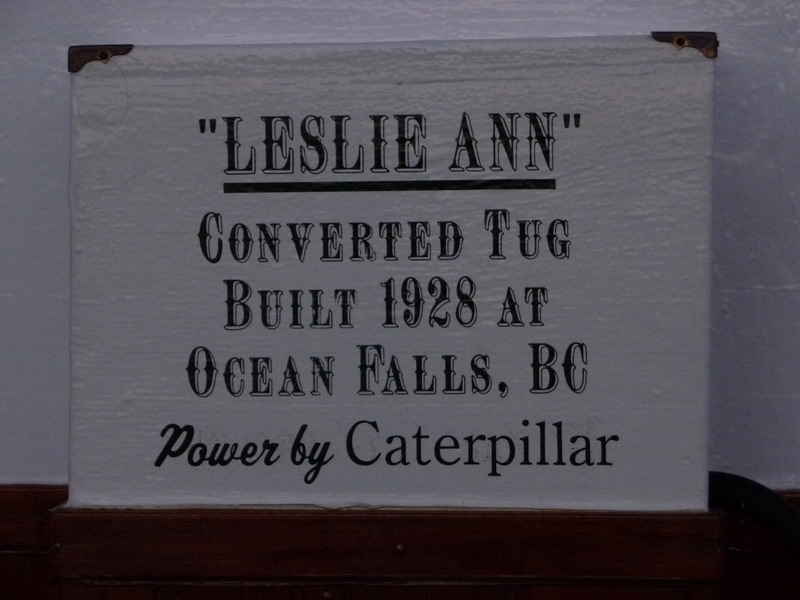 "LESLIE ANN"
CONVERTED TUG
BUILT 1928 AT
OCEAN FALLS, BC
Power by Caterpillar